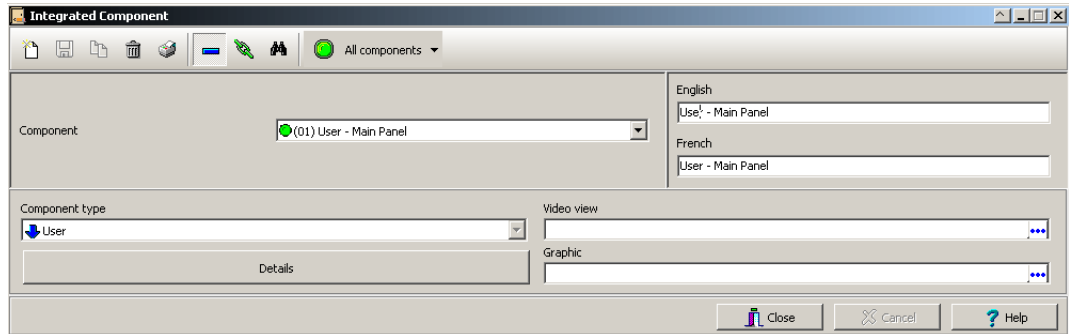 Integrated Component
All components
English
User - Main Panel
Component
(01) User - Main Panel
French
User - Main Panel
Component type
User
Video view
Details
Graphic
Close
Cancel
Help